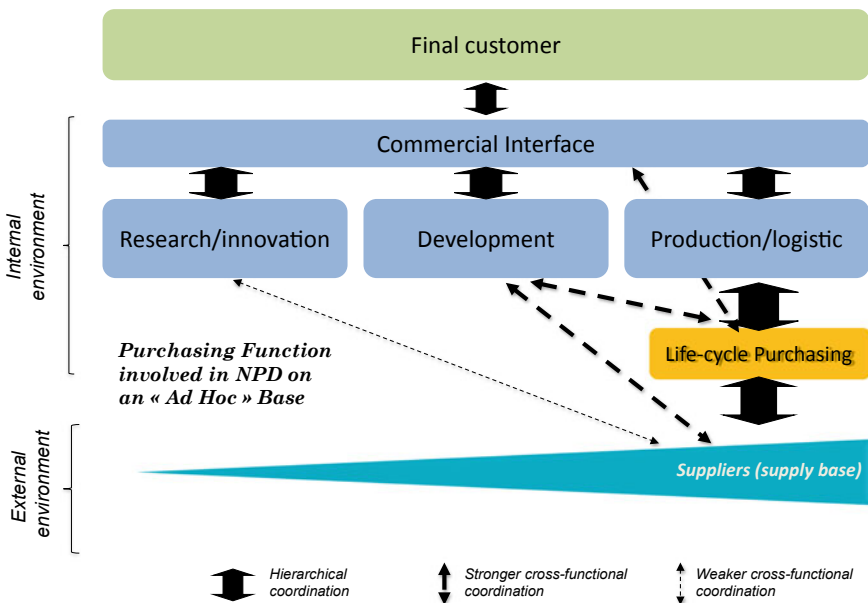 Final customer
Commercial Interface
Internal
environment
Research/innovation
Development
Production/logistic
Purchasing Function
involved in NPD on
an « Ad Hoc » Base
Life-cycle Purchasing
External
environment
Suppliers (supply base)
Hierarchical
coordination
Stronger cross-functional
coordination
Weaker cross-functional
coordination